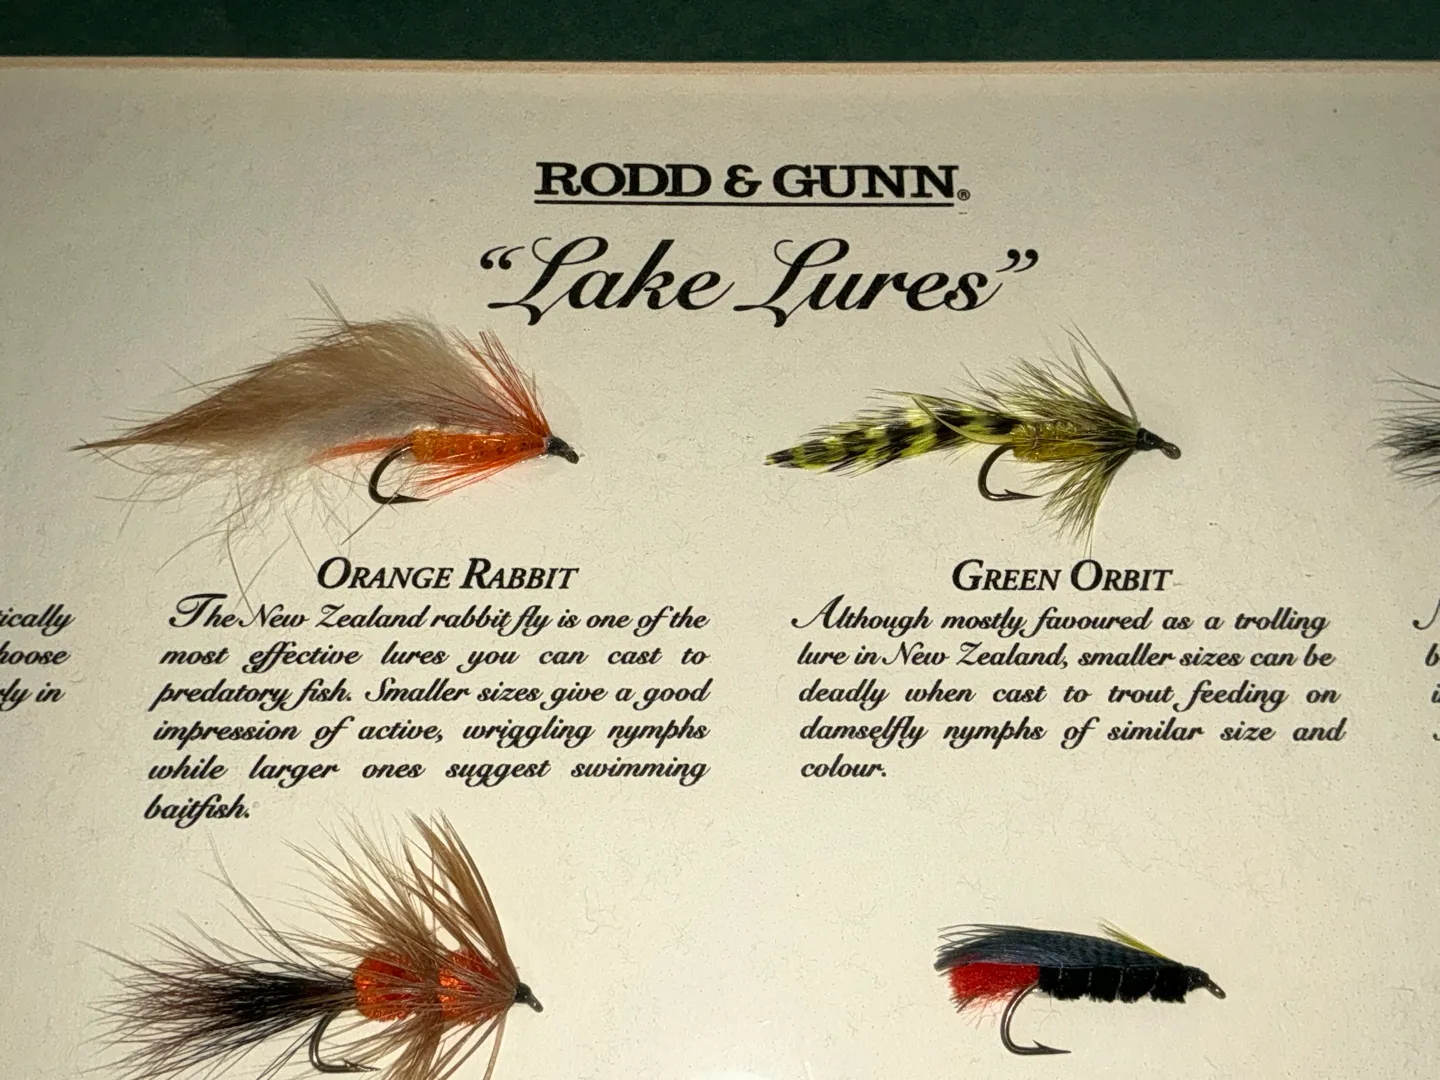 RODD & GUNN®
"Lake Lures"
ORANGE RABBIT
The New Zealand rabbit fly is one of the
most effective lures you can cast to
predatory fish. Smaller sizes give a good
impression of active, wriggling nymphs
while larger ones suggest swimming
baitfish.
GREEN ORBIT
Although mostly favoured as a trolling
lure in New Zealand, smaller sizes can be
deadly when cast to trout feeding on
damselfly nymphs of similar size and
colour.